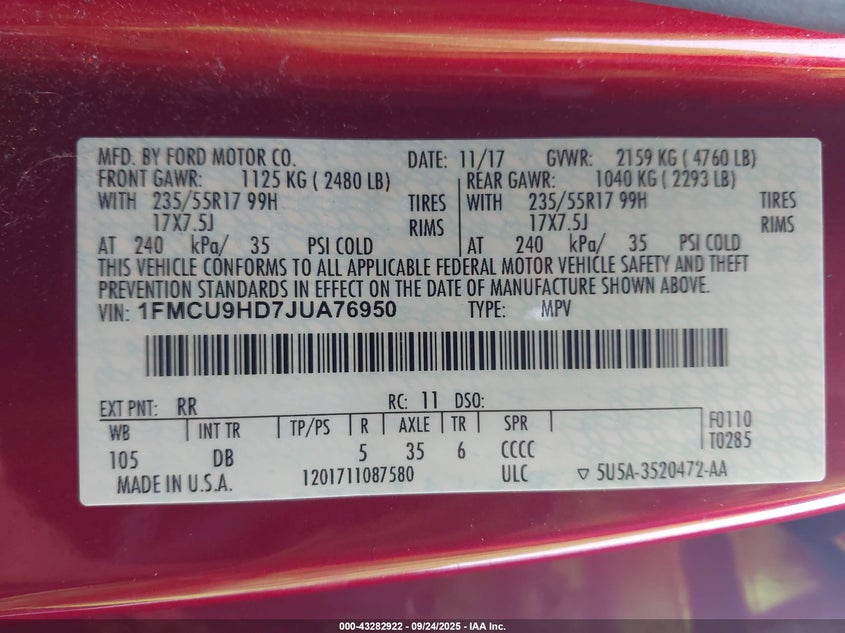 MFD. BY FORD MOTOR CO. DATE: 11/17 GVWR: 2159 KG ( 4760 LB)
FRONT GAWR: 1125 KG ( 2480 LB) REAR GAWR: 1040 KG ( 2293 LB)
WITH 235/55R17 99H TIRES WITH 235/55R17 99H TIRES
17X7.5J RIMS 17X7.5J RIMS
AT 240 kPa/ 35 PSI COLD AT 240 kPa/ 35 PSI COLD
THIS VEHICLE CONFORMS TO ALL APPLICABLE FEDERAL MOTOR VEHICLE SAFETY AND THEFT
PREVENTION STANDARDS IN EFFECT ON THE DATE OF MANUFACTURE SHOWN ABOVE.
VIN: 1FMCU9HD7JUA76950 TYPE: MPV
EXT PNT: RR RC: 11 DSO:
WB INT TR TP/PS R AXLE TR SPR F0110
105 DB 5 35 6 CCCC T0285
MADE IN U.S.A. 1201711087580 ULC ▽ 5U5A-3520472-AA
000-43282922 - 09/24/2025 - IAA Inc.